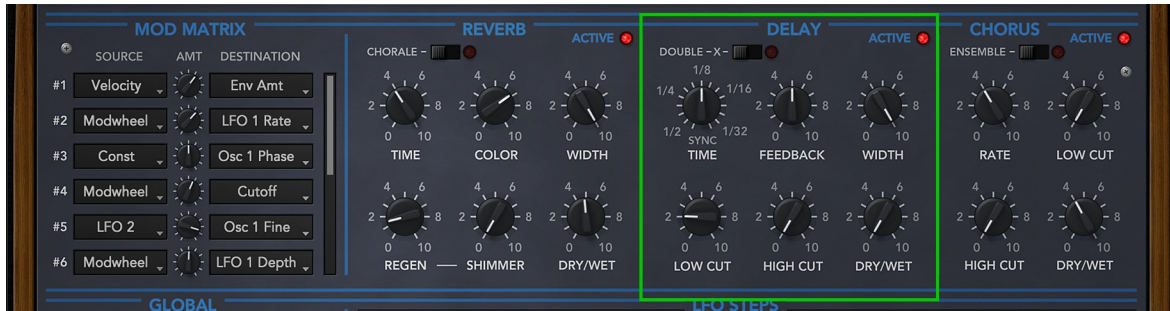 MOD MATRIX
SOURCE AMT DESTINATION
#1 Velocity Env Amt
#2 Modwheel LFO 1 Rate
#3 Const Osc 1 Phase
#4 Modwheel Cutoff
#5 LFO 2 Osc 1 Fine
#6 Modwheel LFO 1 Depth
REVERB
ACTIVE
CHORALE
4 6 4 6 4 6
2 8 2 8 2 8
0 10 0 10 0 10
TIME COLOR WIDTH
4 6 4 6 4 6
2 8 2 8 2 8
0 10 0 10 0 10
REGEN — SHIMMER DRY/WET
DELAY
ACTIVE
DOUBLE -X-
1/8 4 6 4 6
1/4 1/16 2 8 2 8
1/2 1/32 0 10 0 10
SYNC
TIME FEEDBACK WIDTH
4 6 4 6 4 6
2 8 2 8 2 8
0 10 0 10 0 10
LOW CUT HIGH CUT DRY/WET
CHORUS
ACTIVE
ENSEMBLE
4 6 4 6
2 8 2 8
0 10 0 10
RATE LOW CUT
4 6 4 6
2 8 2 8
0 10 0 10
HIGH CUT DRY/WET
GLOBAL
LFO STEPS